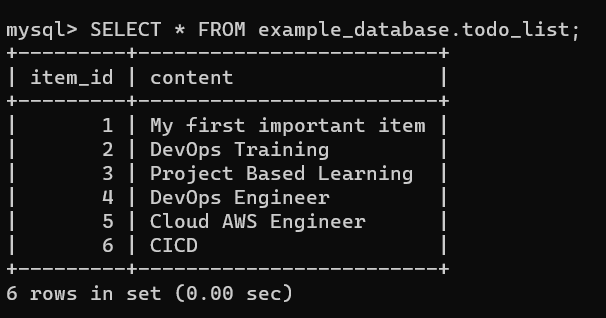 mysql> SELECT * FROM example_database.todo_list;
+---------+--------------------------+
| item_id | content                  |
+---------+--------------------------+
|       1 | My first important item |
|       2 | DevOps Training          |
|       3 | Project Based Learning  |
|       4 | DevOps Engineer          |
|       5 | Cloud AWS Engineer       |
|       6 | CICD                     |
+---------+--------------------------+
6 rows in set (0.00 sec)